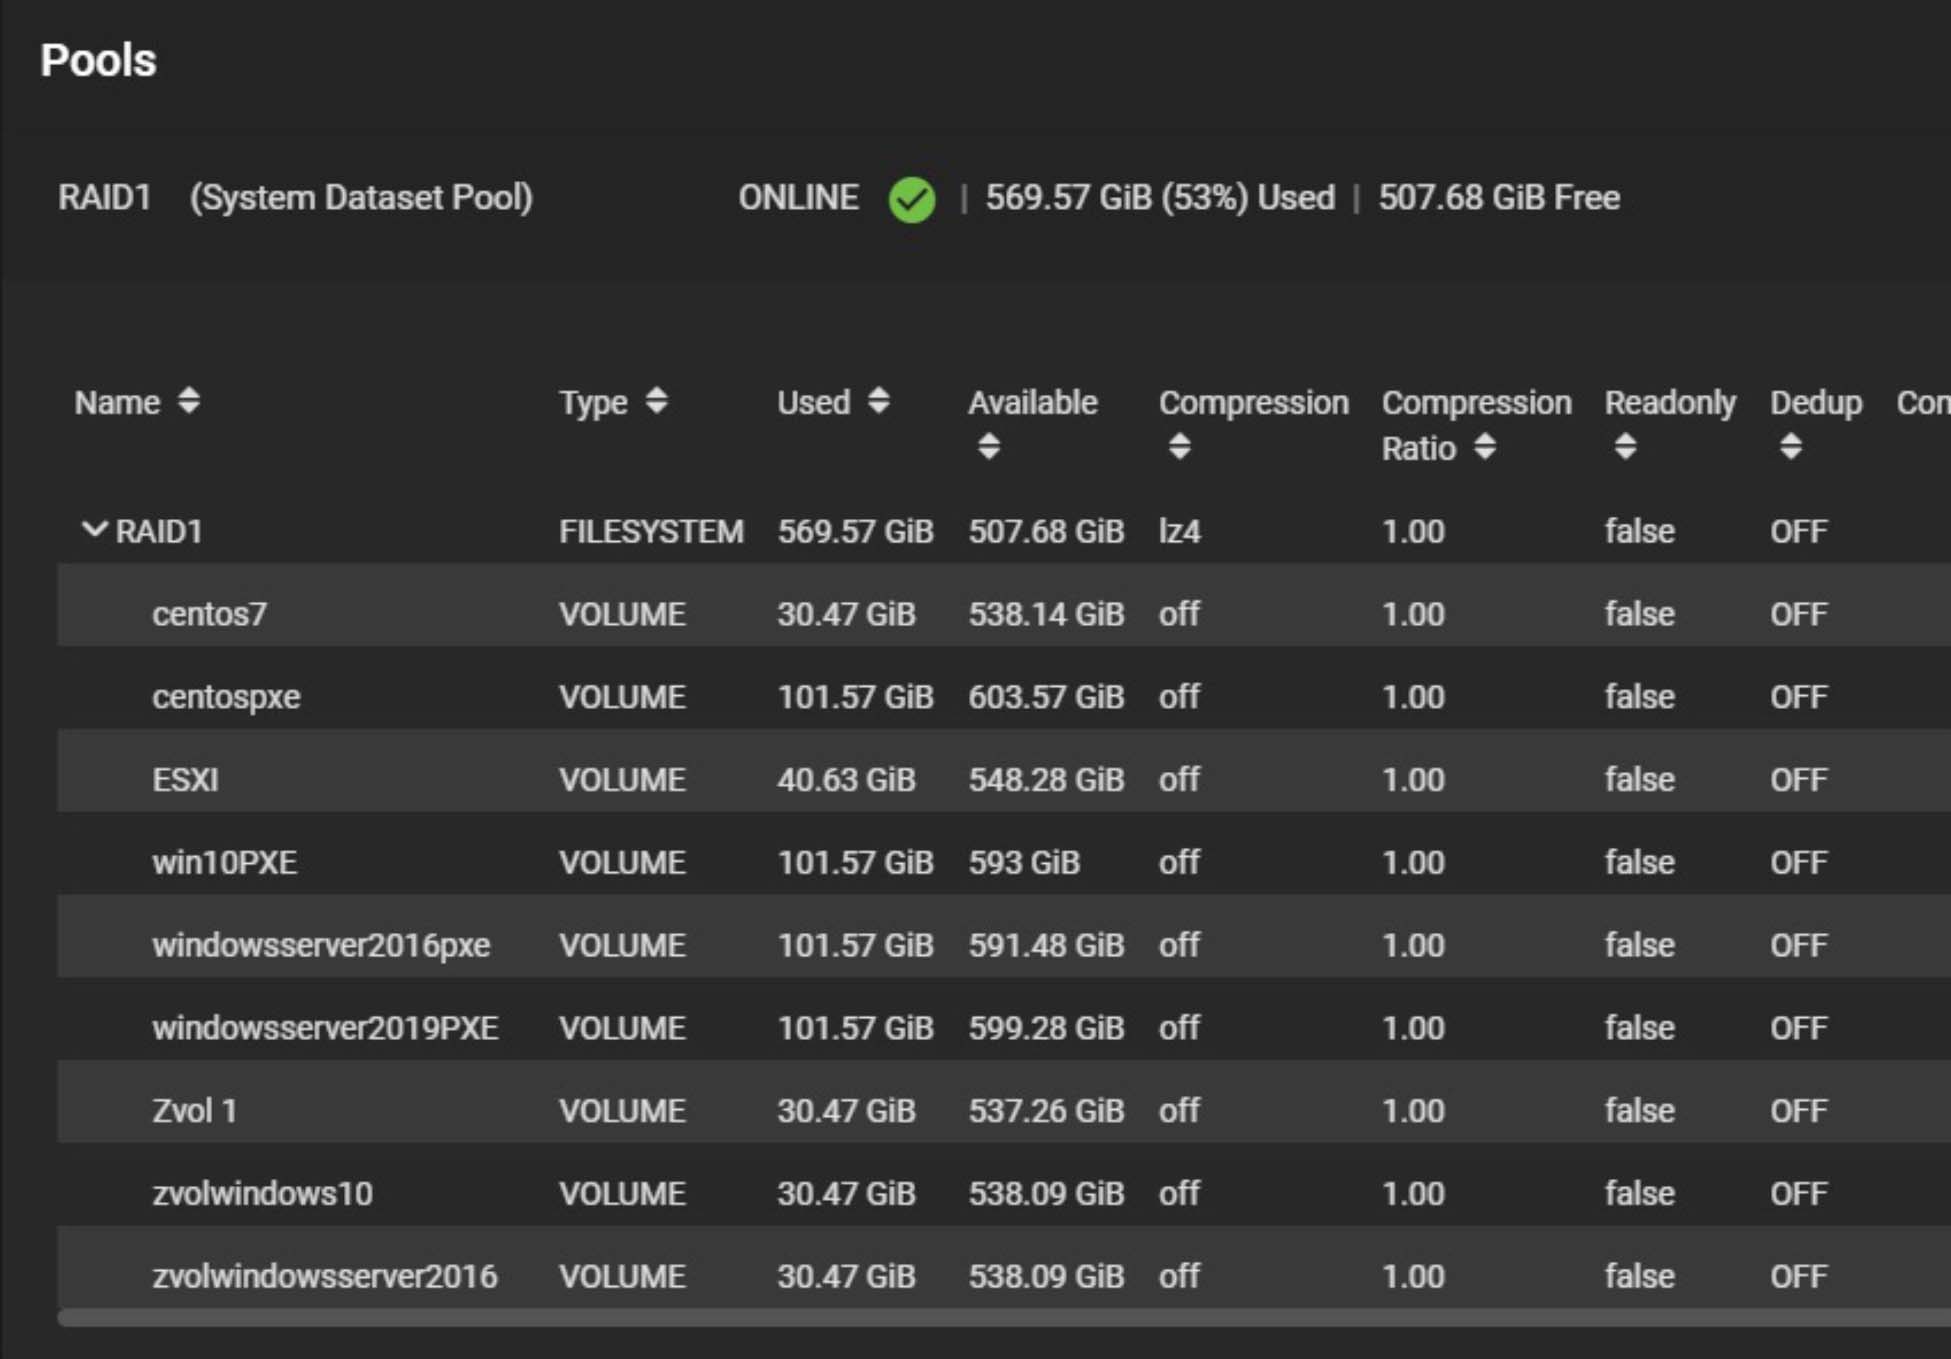 Pools
RAID1 (System Dataset Pool) ONLINE | 569.57 GiB (53%) Used | 507.68 GiB Free
Name Type Used Available Compression Compression Ratio Readonly Dedup Com
RAID1 FILESYSTEM 569.57 GiB 507.68 GiB lz4 1.00 false OFF
centos7 VOLUME 30.47 GiB 538.14 GiB off 1.00 false OFF
centospxe VOLUME 101.57 GiB 603.57 GiB off 1.00 false OFF
ESXI VOLUME 40.63 GiB 548.28 GiB off 1.00 false OFF
win10PXE VOLUME 101.57 GiB 593 GiB off 1.00 false OFF
windowsserver2016pxe VOLUME 101.57 GiB 591.48 GiB off 1.00 false OFF
windowsserver2019PXE VOLUME 101.57 GiB 599.28 GiB off 1.00 false OFF
Zvol 1 VOLUME 30.47 GiB 537.26 GiB off 1.00 false OFF
zvolwindows10 VOLUME 30.47 GiB 538.09 GiB off 1.00 false OFF
zvolwindowsserver2016 VOLUME 30.47 GiB 538.09 GiB off 1.00 false OFF